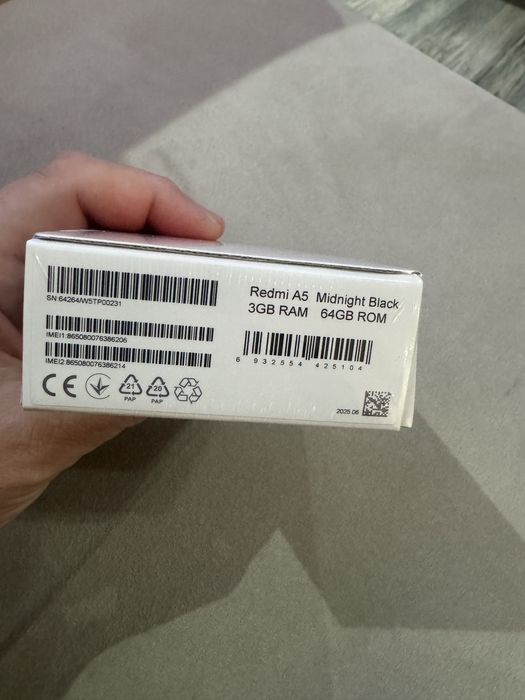 SN:64264/W5TP00231
IMEI1:865080076386206
IMEI2:865080076386214
CE
21
PAP
20
PAP
Redmi A5 Midnight Black
3GB RAM 64GB ROM
6 932554 425104
2025.06